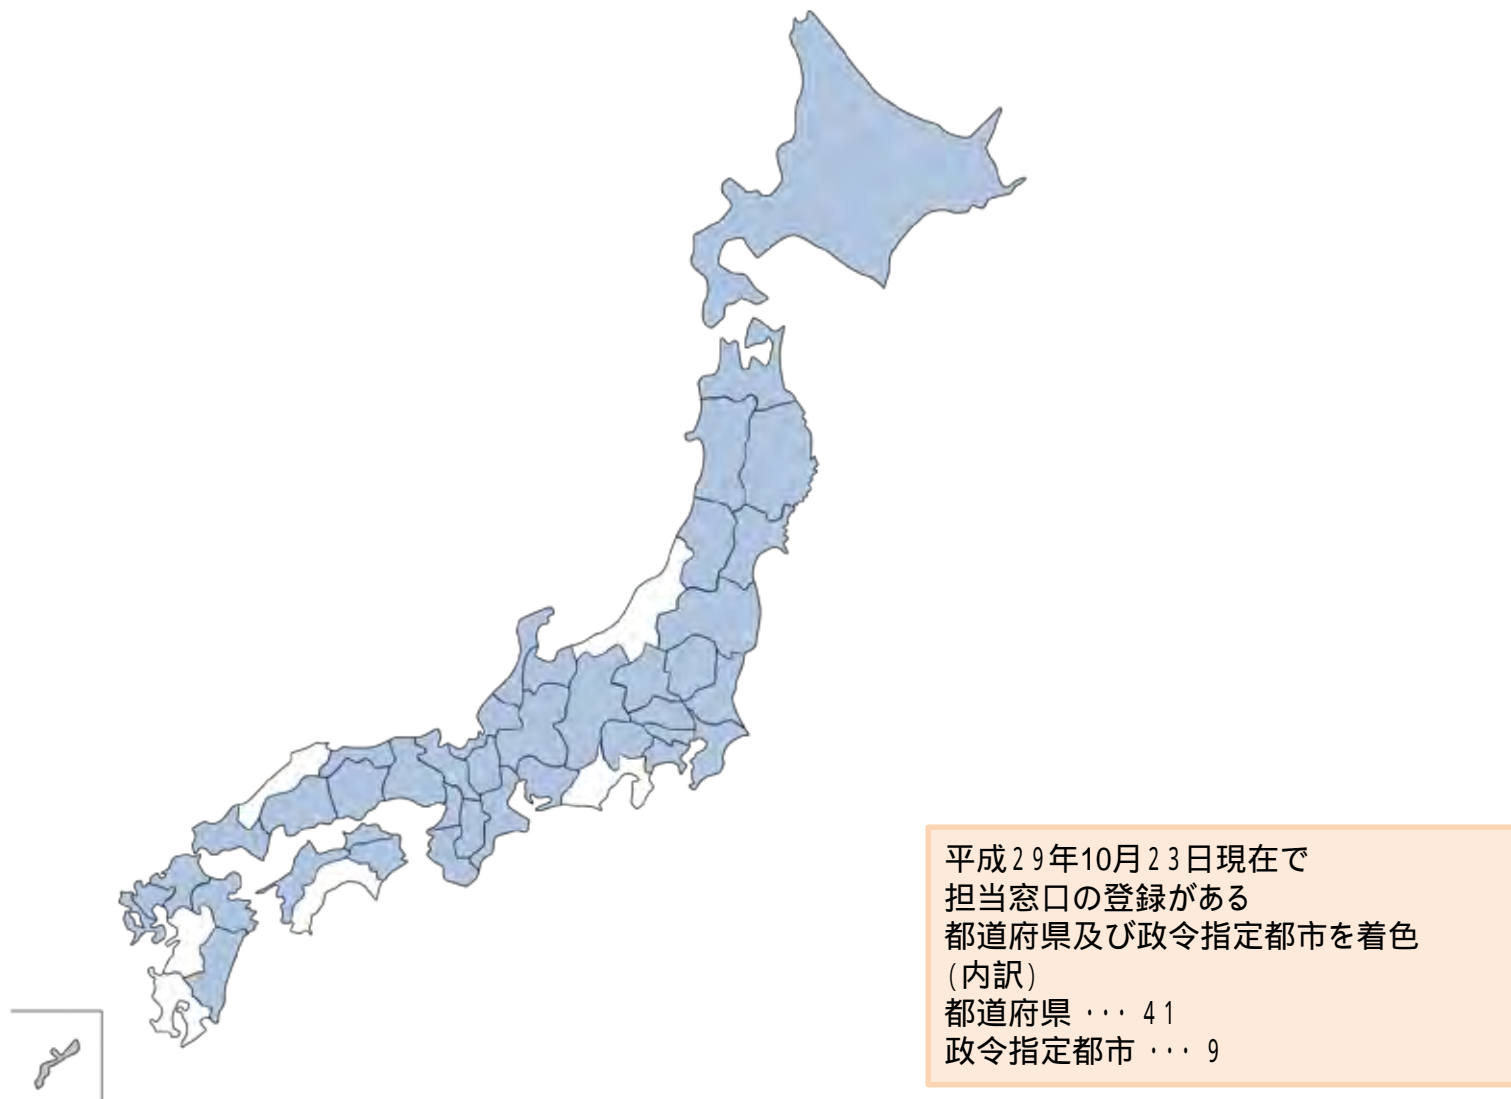 平成29年10月23日現在で
担当窓口の登録がある
都道府県及び政令指定都市を着色
(内訳)
都道府県 ･･･ 41
政令指定都市 ･･･ 9